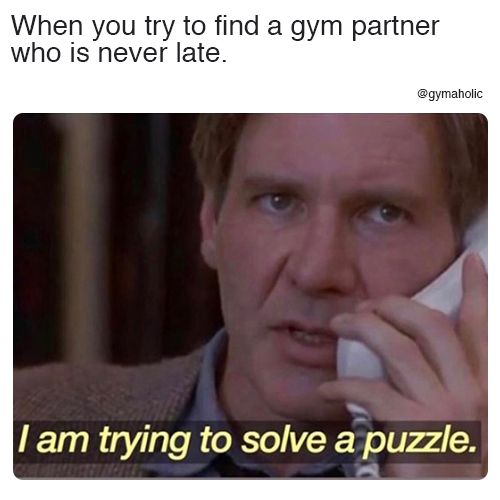 When you try to find a gym partner
who is never late.
@gymaholic
I am trying to solve a puzzle.